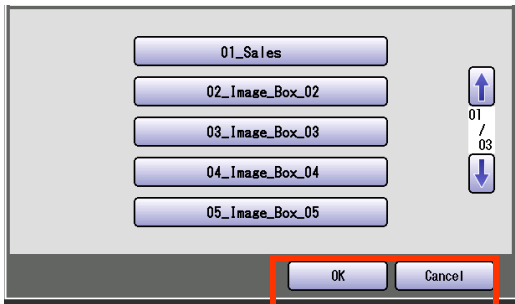 01_Sales
02_Image_Box_02
03_Image_Box_03
04_Image_Box_04
05_Image_Box_05
01
/
03
OK Cancel